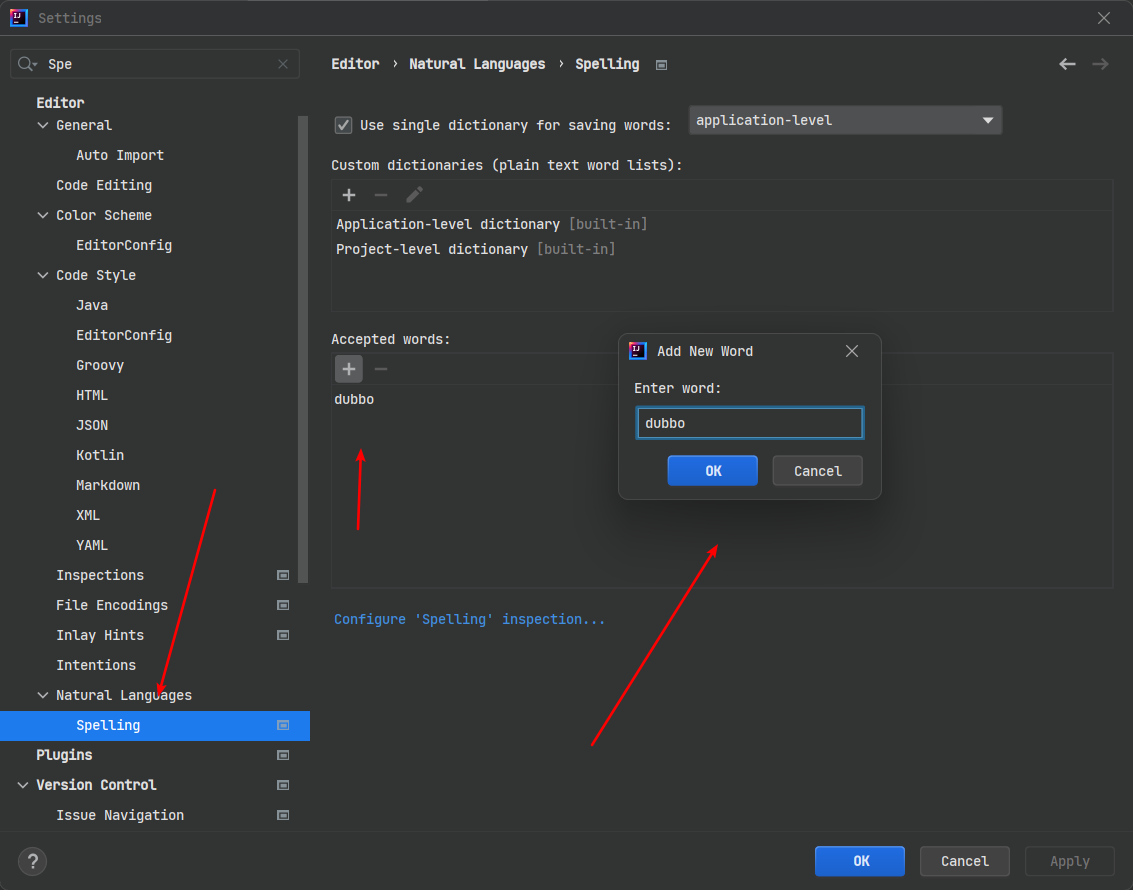 Settings
Spe
Editor
General
Auto Import
Code Editing
Color Scheme
EditorConfig
Code Style
Java
EditorConfig
Groovy
HTML
JSON
Kotlin
Markdown
XML
YAML
Inspections
File Encodings
Inlay Hints
Intentions
Natural Languages
Spelling
Plugins
Version Control
Issue Navigation
Editor › Natural Languages › Spelling
Use single dictionary for saving words: application-level
Custom dictionaries (plain text word lists):
Application-level dictionary [built-in]
Project-level dictionary [built-in]
Accepted words:
dubbo
IJ Add New Word
Enter word:
dubbo
OK Cancel
Configure 'Spelling' inspection...
? OK Cancel Apply